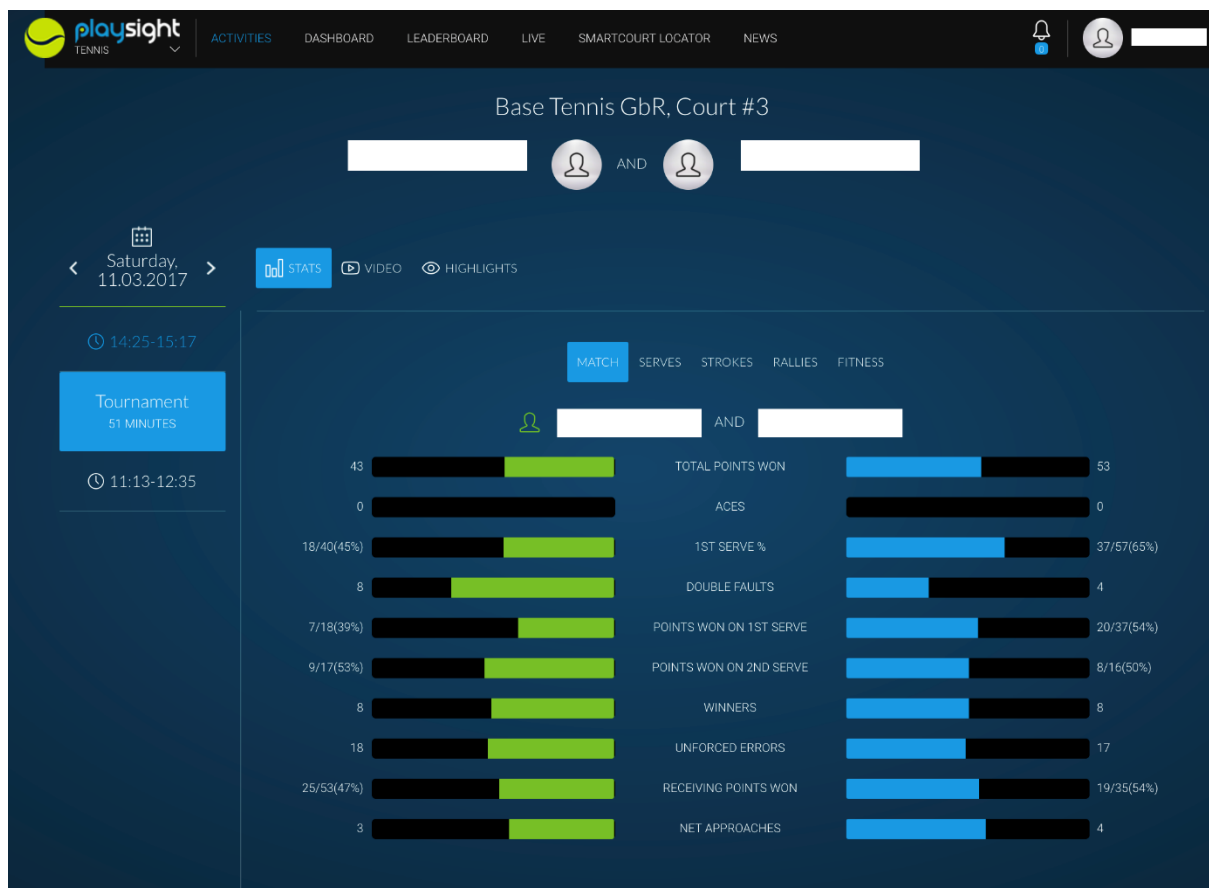 playsight
TENNIS
ACTIVITIES DASHBOARD LEADERBOARD LIVE SMARTCOURT LOCATOR NEWS
0
Base Tennis GbR, Court #3
AND
Saturday,
11.03.2017
STATS VIDEO HIGHLIGHTS
14:25-15:17
Tournament
51 MINUTES
11:13-12:35
MATCH SERVES STROKES RALLIES FITNESS
AND
43 TOTAL POINTS WON 53
0 ACES 0
18/40(45%) 1ST SERVE % 37/57(65%)
8 DOUBLE FAULTS 4
7/18(39%) POINTS WON ON 1ST SERVE 20/37(54%)
9/17(53%) POINTS WON ON 2ND SERVE 8/16(50%)
8 WINNERS 8
18 UNFORCED ERRORS 17
25/53(47%) RECEIVING POINTS WON 19/35(54%)
3 NET APPROACHES 4